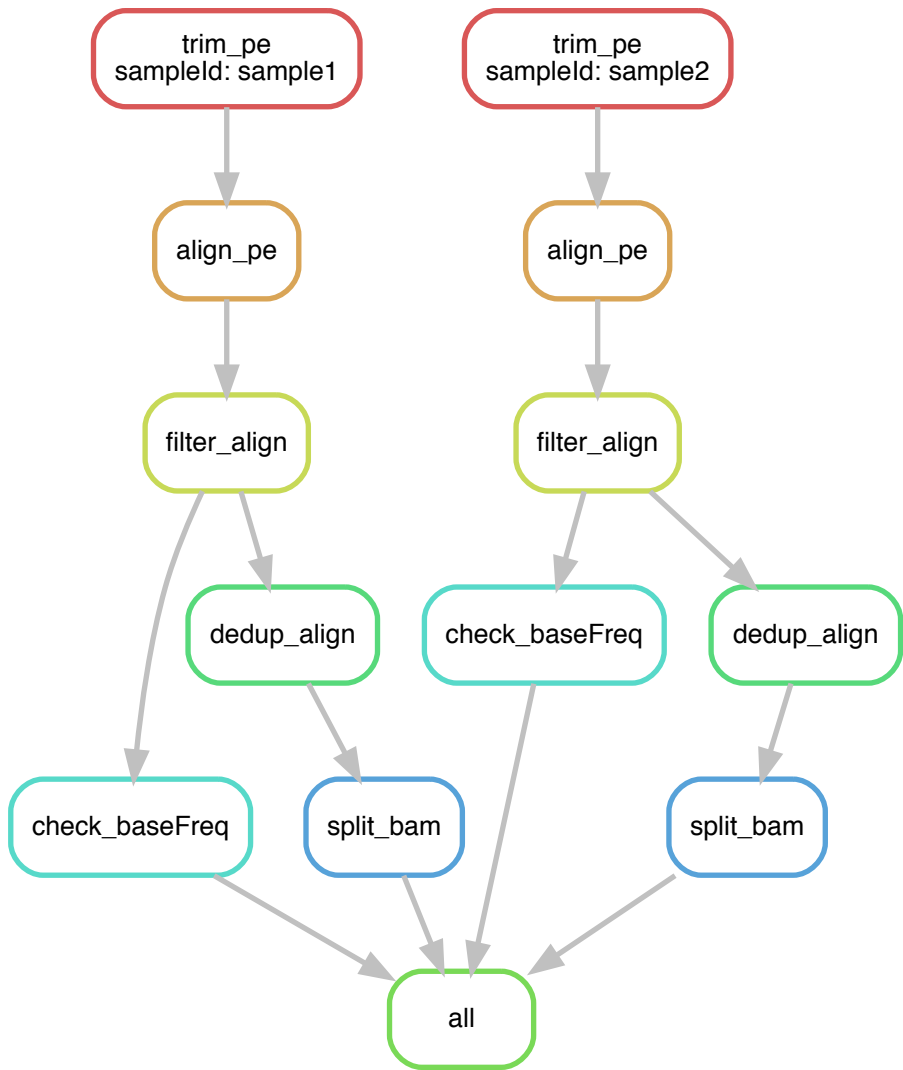 trim_pe
sampleId: sample1
trim_pe
sampleId: sample2
align_pe
align_pe
filter_align
filter_align
dedup_align
check_baseFreq
dedup_align
check_baseFreq
split_bam
split_bam
all